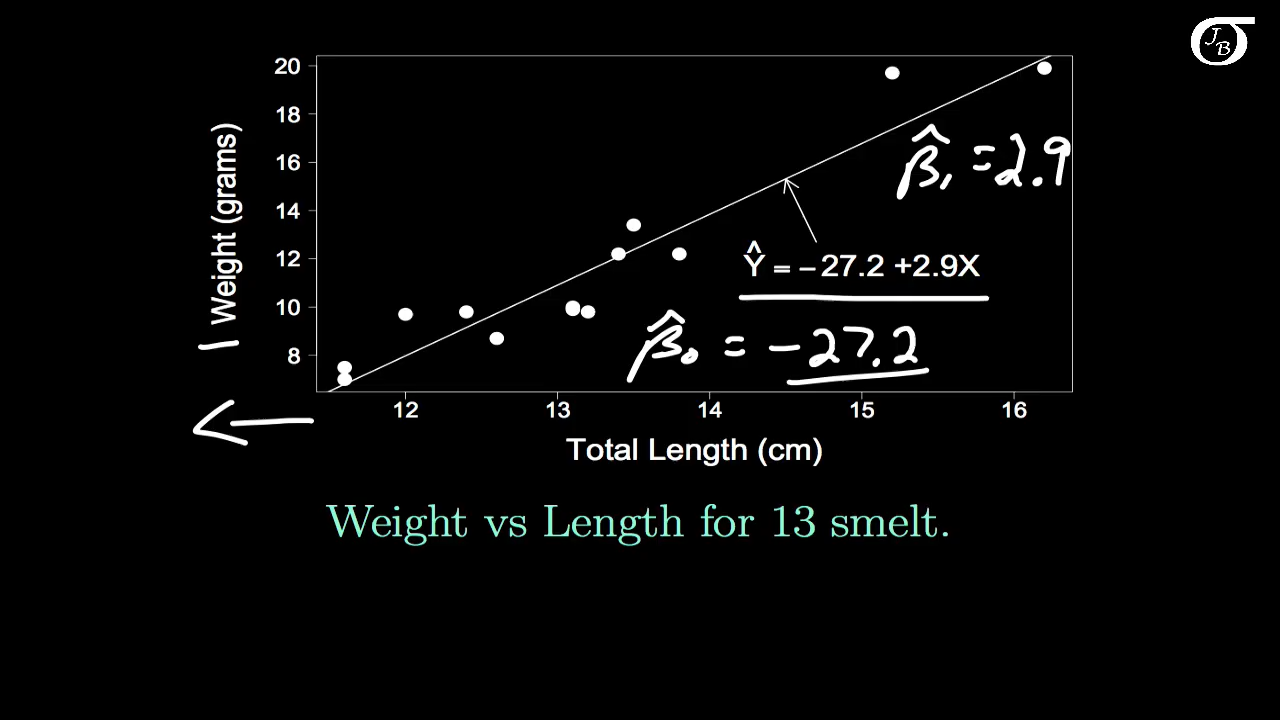 JB
20
18
16
14
12
10
8
Weight (grams)
β̂₁ = 2.9
Ŷ = −27.2 +2.9X
β̂₀ = −27.2
12 13 14 15 16
Total Length (cm)
Weight vs Length for 13 smelt.